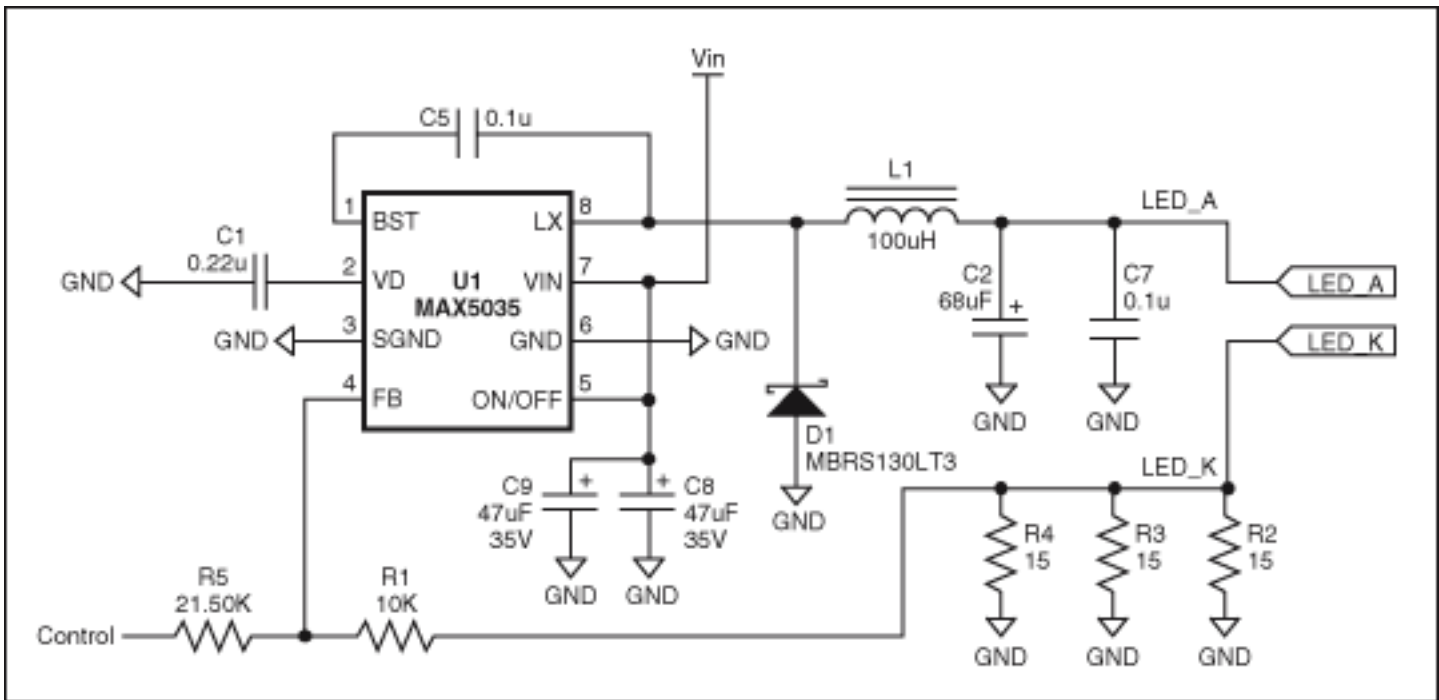 Vin
C5
0.1u
L1
100uH
LED_A
1
BST
LX
8
C1
0.22u
GND
2
VD
U1
MAX5035
VIN
7
C2
68uF
+
C7
0.1u
LED_A
GND
3
SGND
GND
6
GND
LED_K
4
FB
ON/OFF
5
GND
GND
D1
MBRS130LT3
GND
LED_K
C9
47uF
35V
+
+
C8
47uF
35V
GND
GND
R4
15
R3
15
R2
15
GND
GND
GND
R5
21.50K
R1
10K
Control